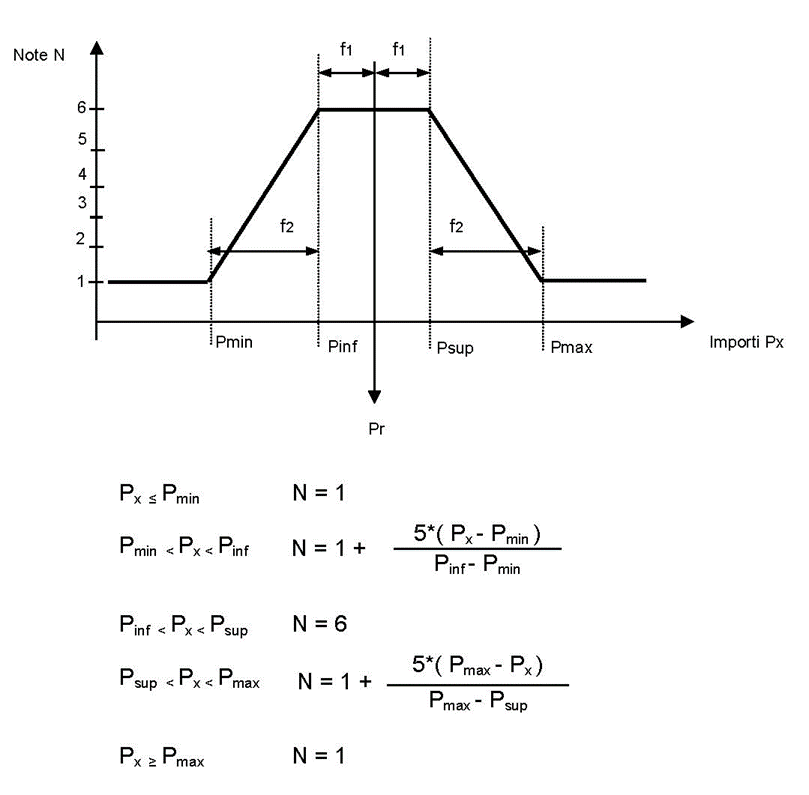 f1 f1
Note N
6
5
4
3
2
1
f2 f2
Pmin Pinf Psup Pmax Importi Px
Pr
Px ≤ Pmin N = 1
Pmin < Px < Pinf N = 1 + 5*( Px - Pmin )
Pinf - Pmin
Pinf < Px < Psup N = 6
Psup < Px < Pmax N = 1 + 5*( Pmax - Px )
Pmax - Psup
Px ≥ Pmax N = 1